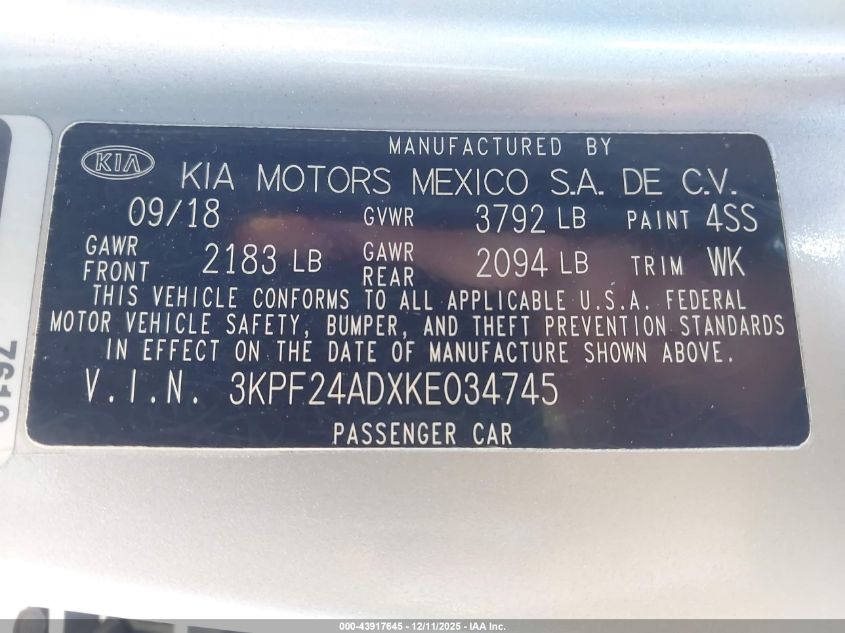 MANUFACTURED BY
KIA KIA MOTORS MEXICO S.A. DE C.V.
09/18 GVWR 3792 LB PAINT 4SS
GAWR FRONT 2183 LB GAWR REAR 2094 LB TRIM WK
THIS VEHICLE CONFORMS TO ALL APPLICABLE U.S.A. FEDERAL
MOTOR VEHICLE SAFETY, BUMPER, AND THEFT PREVENTION STANDARDS
IN EFFECT ON THE DATE OF MANUFACTURE SHOWN ABOVE.
V.I.N. 3KPF24ADXKE034745
PASSENGER CAR
000-43917645 - 12/11/2025 - IAA Inc.